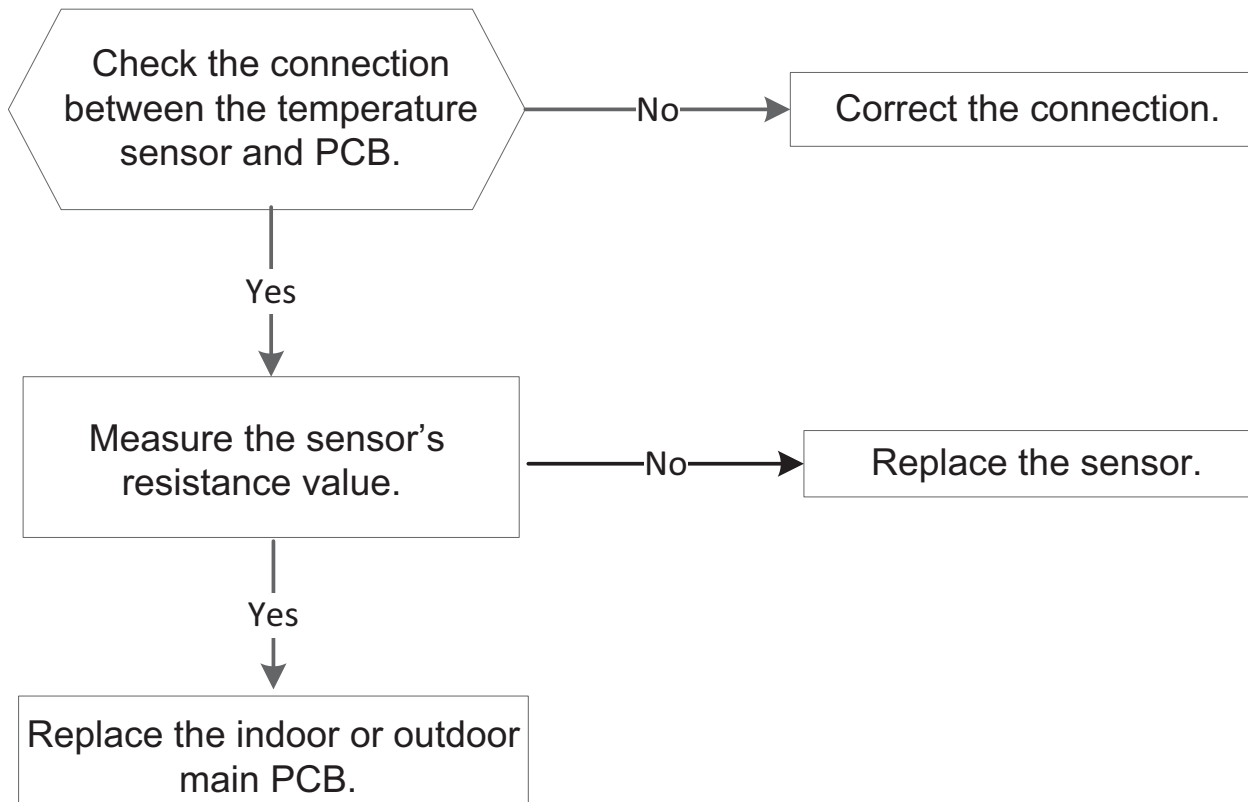 Check the connection
between the temperature
sensor and PCB.
No
Correct the connection.
Yes
Measure the sensor’s
resistance value.
No
Replace the sensor.
Yes
Replace the indoor or outdoor
main PCB.